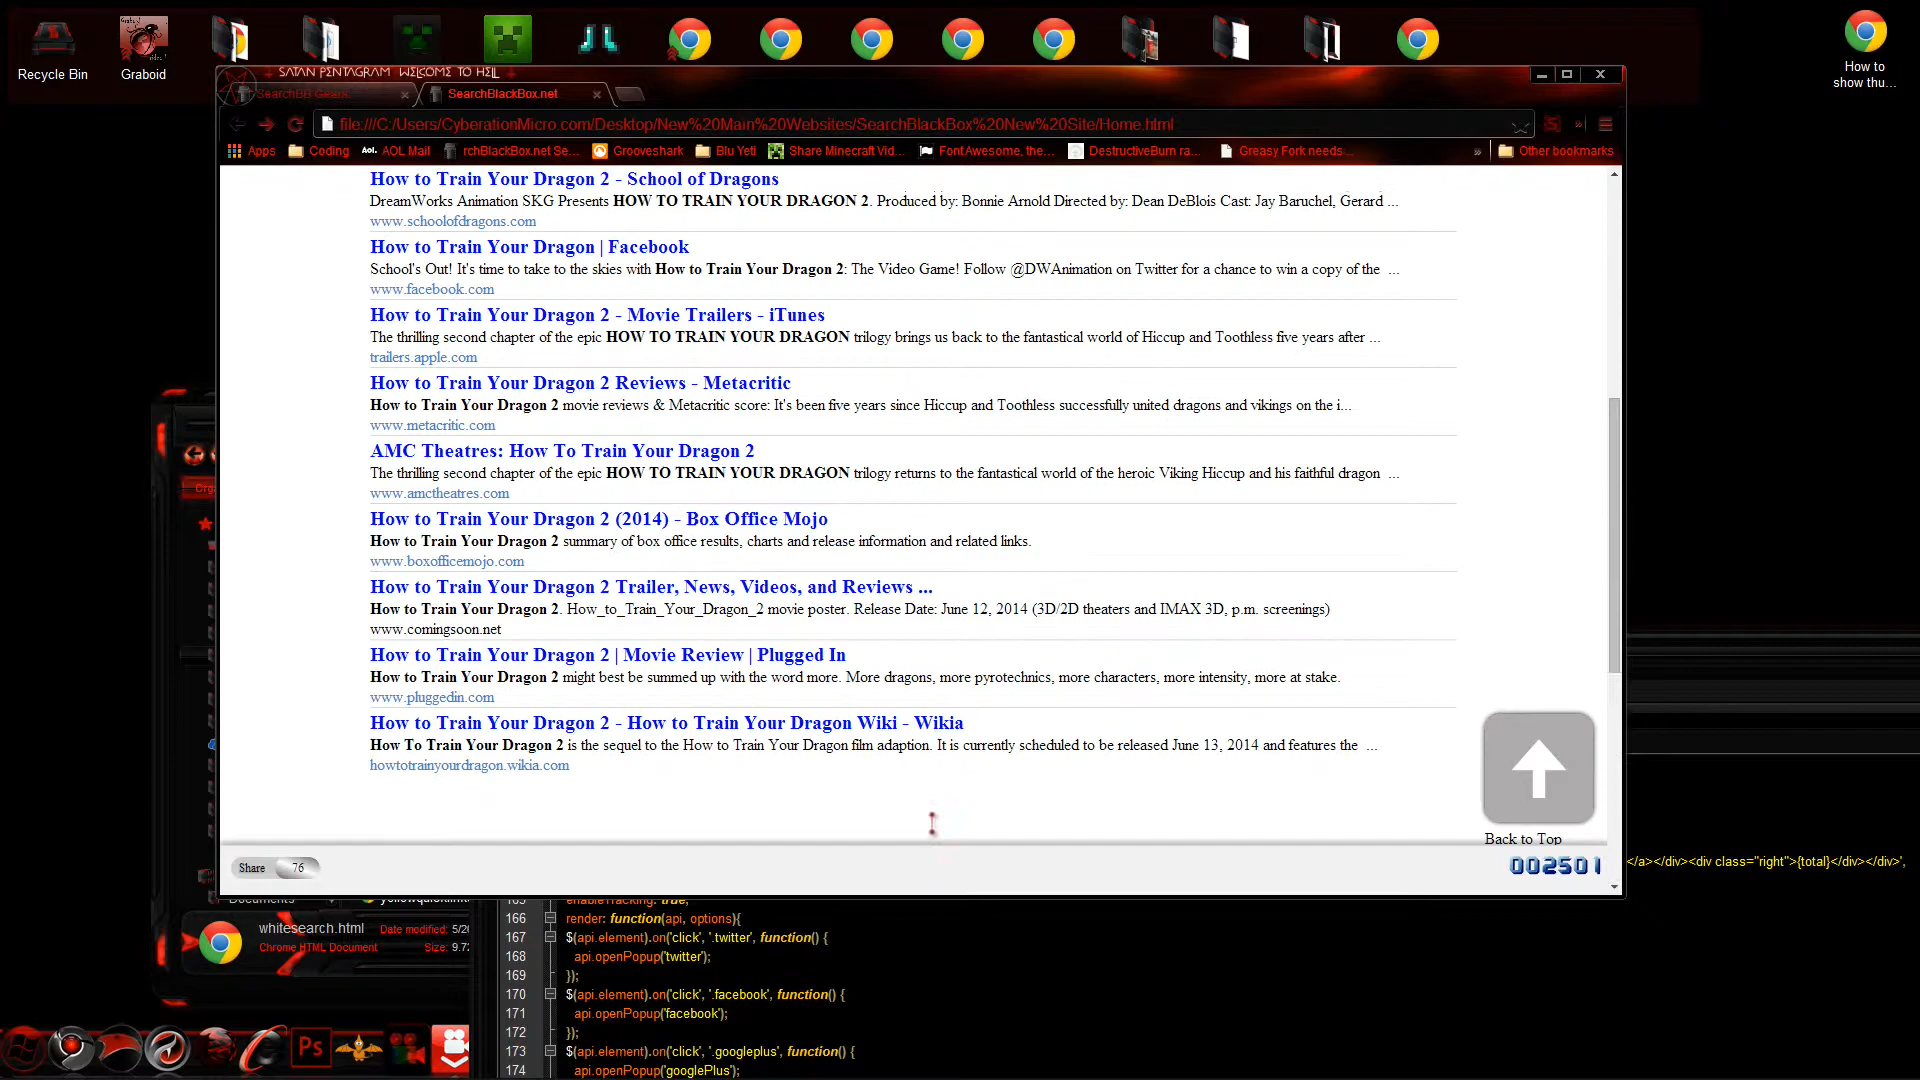 Recycle Bin
Graboid
How to
show thu...
SATAN PENTAGRAM WELCOME TO HELL
SearchBB Gears
SearchBlackBox.net
file:///C:/Users/CyberationMicro.com/Desktop/New%20Main%20Websites/SearchBlackBox%20New%20Site/Home.html
Apps Coding Aol. AOL Mail rchBlackBox.net Se... Grooveshark Blu Yeti Share Minecraft Vid... Font Awesome, the... DestructiveBurn ra... Greasy Fork needs... » Other bookmarks
How to Train Your Dragon 2 - School of Dragons
DreamWorks Animation SKG Presents HOW TO TRAIN YOUR DRAGON 2. Produced by: Bonnie Arnold Directed by: Dean DeBlois Cast: Jay Baruchel, Gerard ...
www.schoolofdragons.com
How to Train Your Dragon | Facebook
School's Out! It's time to take to the skies with How to Train Your Dragon 2: The Video Game! Follow @DWAnimation on Twitter for a chance to win a copy of the ...
www.facebook.com
How to Train Your Dragon 2 - Movie Trailers - iTunes
The thrilling second chapter of the epic HOW TO TRAIN YOUR DRAGON trilogy brings us back to the fantastical world of Hiccup and Toothless five years after ...
trailers.apple.com
How to Train Your Dragon 2 Reviews - Metacritic
How to Train Your Dragon 2 movie reviews & Metacritic score: It's been five years since Hiccup and Toothless successfully united dragons and vikings on the i...
www.metacritic.com
AMC Theatres: How To Train Your Dragon 2
The thrilling second chapter of the epic HOW TO TRAIN YOUR DRAGON trilogy returns to the fantastical world of the heroic Viking Hiccup and his faithful dragon ...
www.amctheatres.com
How to Train Your Dragon 2 (2014) - Box Office Mojo
How to Train Your Dragon 2 summary of box office results, charts and release information and related links.
www.boxofficemojo.com
How to Train Your Dragon 2 Trailer, News, Videos, and Reviews ...
How to Train Your Dragon 2. How_to_Train_Your_Dragon_2 movie poster. Release Date: June 12, 2014 (3D/2D theaters and IMAX 3D, p.m. screenings)
www.comingsoon.net
How to Train Your Dragon 2 | Movie Review | Plugged In
How to Train Your Dragon 2 might best be summed up with the word more. More dragons, more pyrotechnics, more characters, more intensity, more at stake.
www.pluggedin.com
How to Train Your Dragon 2 - How to Train Your Dragon Wiki - Wikia
How To Train Your Dragon 2 is the sequel to the How to Train Your Dragon film adaption. It is currently scheduled to be released June 13, 2014 and features the ...
howtotrainyourdragon.wikia.com
Back to Top
Share 76
002501
</a></div><div class="right">{total}</div></div>',
Documents
whitesearch.html Date modified: 5/20
Chrome HTML Document Size: 9.72
165 enableTracking: true,
166 render: function(api, options){
167 $(api.element).on('click', '.twitter', function() {
168 api.openPopup('twitter');
169 });
170 $(api.element).on('click', '.facebook', function() {
171 api.openPopup('facebook');
172 });
173 $(api.element).on('click', '.googleplus', function() {
174 api.openPopup('googlePlus');
Ps